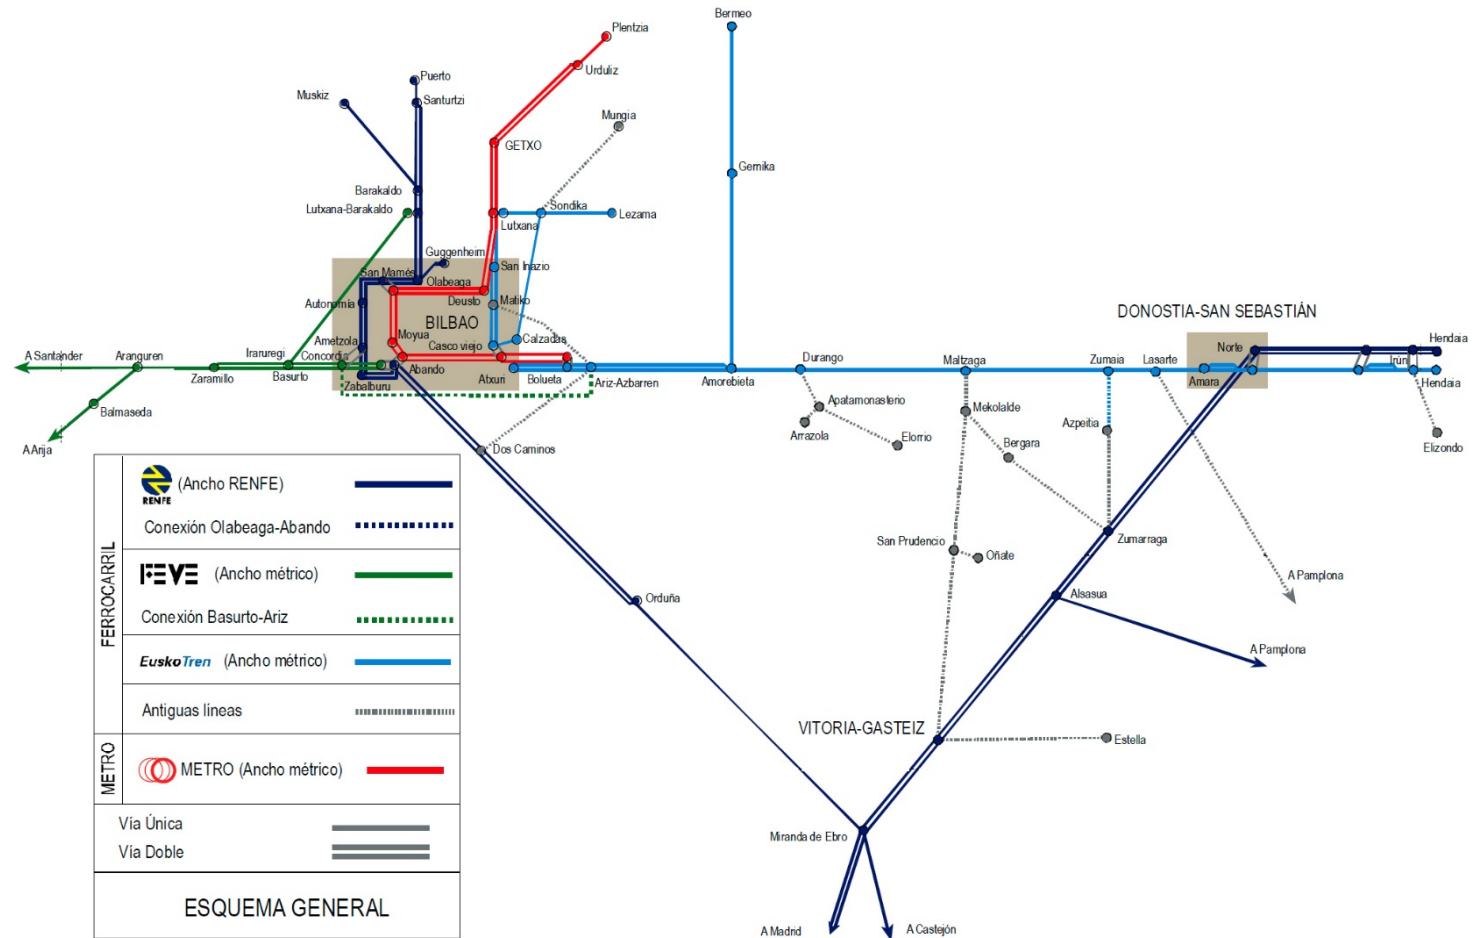 Bermeo
Plentzia
Urduliz
Puerto
Muskiz
Santurtzi
Mungia
GETXO
Gernika
Barakaldo
Lutxana-Barakaldo
Sondika
Lezama
Lutxana
Guggenheim
San Mamés
Olabeaga
San Inazio
Autonomía
Deusto
Matiko
BILBAO
DONOSTIA-SAN SEBASTIÁN
Ametzola
Moyua
Casco viejo
Calzadas
Norte
Hendaia
A Santander
Aranguren
Iraruregi
Concordia
Durango
Maltzaga
Zumaia
Lasarte
Irún
Zaramillo
Basurto
Zabalburu
Abando
Atxuri
Bolueta
Ariz-Azbarren
Amorebieta
Amara
Hendaia
Balmaseda
A Arija
Apatamonasterio
Arrazola
Elorrio
Mekolalde
Bergara
Azpeitia
Elizondo
Dos Caminos
San Prudencio
Oñate
Zumarraga
A Pamplona
Orduña
Alsasua
A Pamplona
VITORIA-GASTEIZ
Estella
Miranda de Ebro
A Madrid
A Castejón
FERROCARRIL
RENFE
(Ancho RENFE)
Conexión Olabeaga-Abando
FEVE (Ancho métrico)
Conexión Basurto-Ariz
EuskoTren (Ancho métrico)
Antiguas lineas
METRO
METRO (Ancho métrico)
Vía Única
Vía Doble
ESQUEMA GENERAL